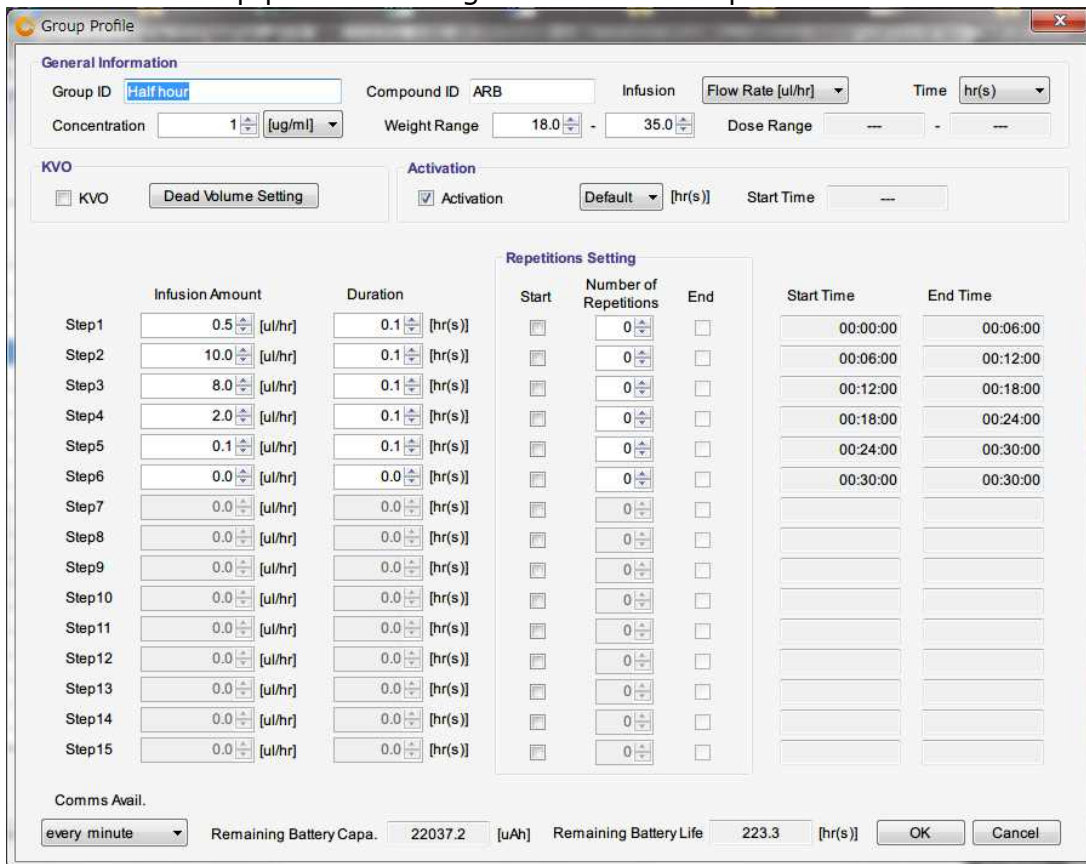 Group Profile
General Information
Group ID Half hour Compound ID ARB Infusion Flow Rate [ul/hr] Time hr(s)
Concentration 1 [ug/ml] Weight Range 18.0 - 35.0 Dose Range --- - ---
KVO Activation
KVO Dead Volume Setting Activation Default [hr(s)] Start Time ---
Repetitions Setting
Infusion Amount Duration Start Number of Repetitions End Start Time End Time
Step1 0.5 [ul/hr] 0.1 [hr(s)] 0 00:00:00 00:06:00
Step2 10.0 [ul/hr] 0.1 [hr(s)] 0 00:06:00 00:12:00
Step3 8.0 [ul/hr] 0.1 [hr(s)] 0 00:12:00 00:18:00
Step4 2.0 [ul/hr] 0.1 [hr(s)] 0 00:18:00 00:24:00
Step5 0.1 [ul/hr] 0.1 [hr(s)] 0 00:24:00 00:30:00
Step6 0.0 [ul/hr] 0.0 [hr(s)] 0 00:30:00 00:30:00
Step7 0.0 [ul/hr] 0.0 [hr(s)] 0
Step8 0.0 [ul/hr] 0.0 [hr(s)] 0
Step9 0.0 [ul/hr] 0.0 [hr(s)] 0
Step10 0.0 [ul/hr] 0.0 [hr(s)] 0
Step11 0.0 [ul/hr] 0.0 [hr(s)] 0
Step12 0.0 [ul/hr] 0.0 [hr(s)] 0
Step13 0.0 [ul/hr] 0.0 [hr(s)] 0
Step14 0.0 [ul/hr] 0.0 [hr(s)] 0
Step15 0.0 [ul/hr] 0.0 [hr(s)] 0
Comms Avail.
every minute Remaining Battery Capa. 22037.2 [uAh] Remaining Battery Life 223.3 [hr(s)] OK Cancel